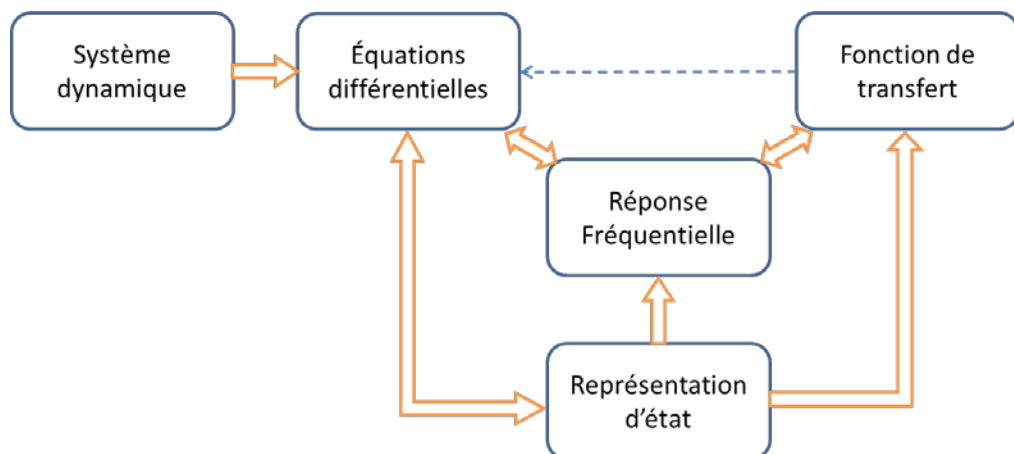 Système
dynamique
Équations
différentielles
Fonction de
transfert
Réponse
Fréquentielle
Représentation
d'état